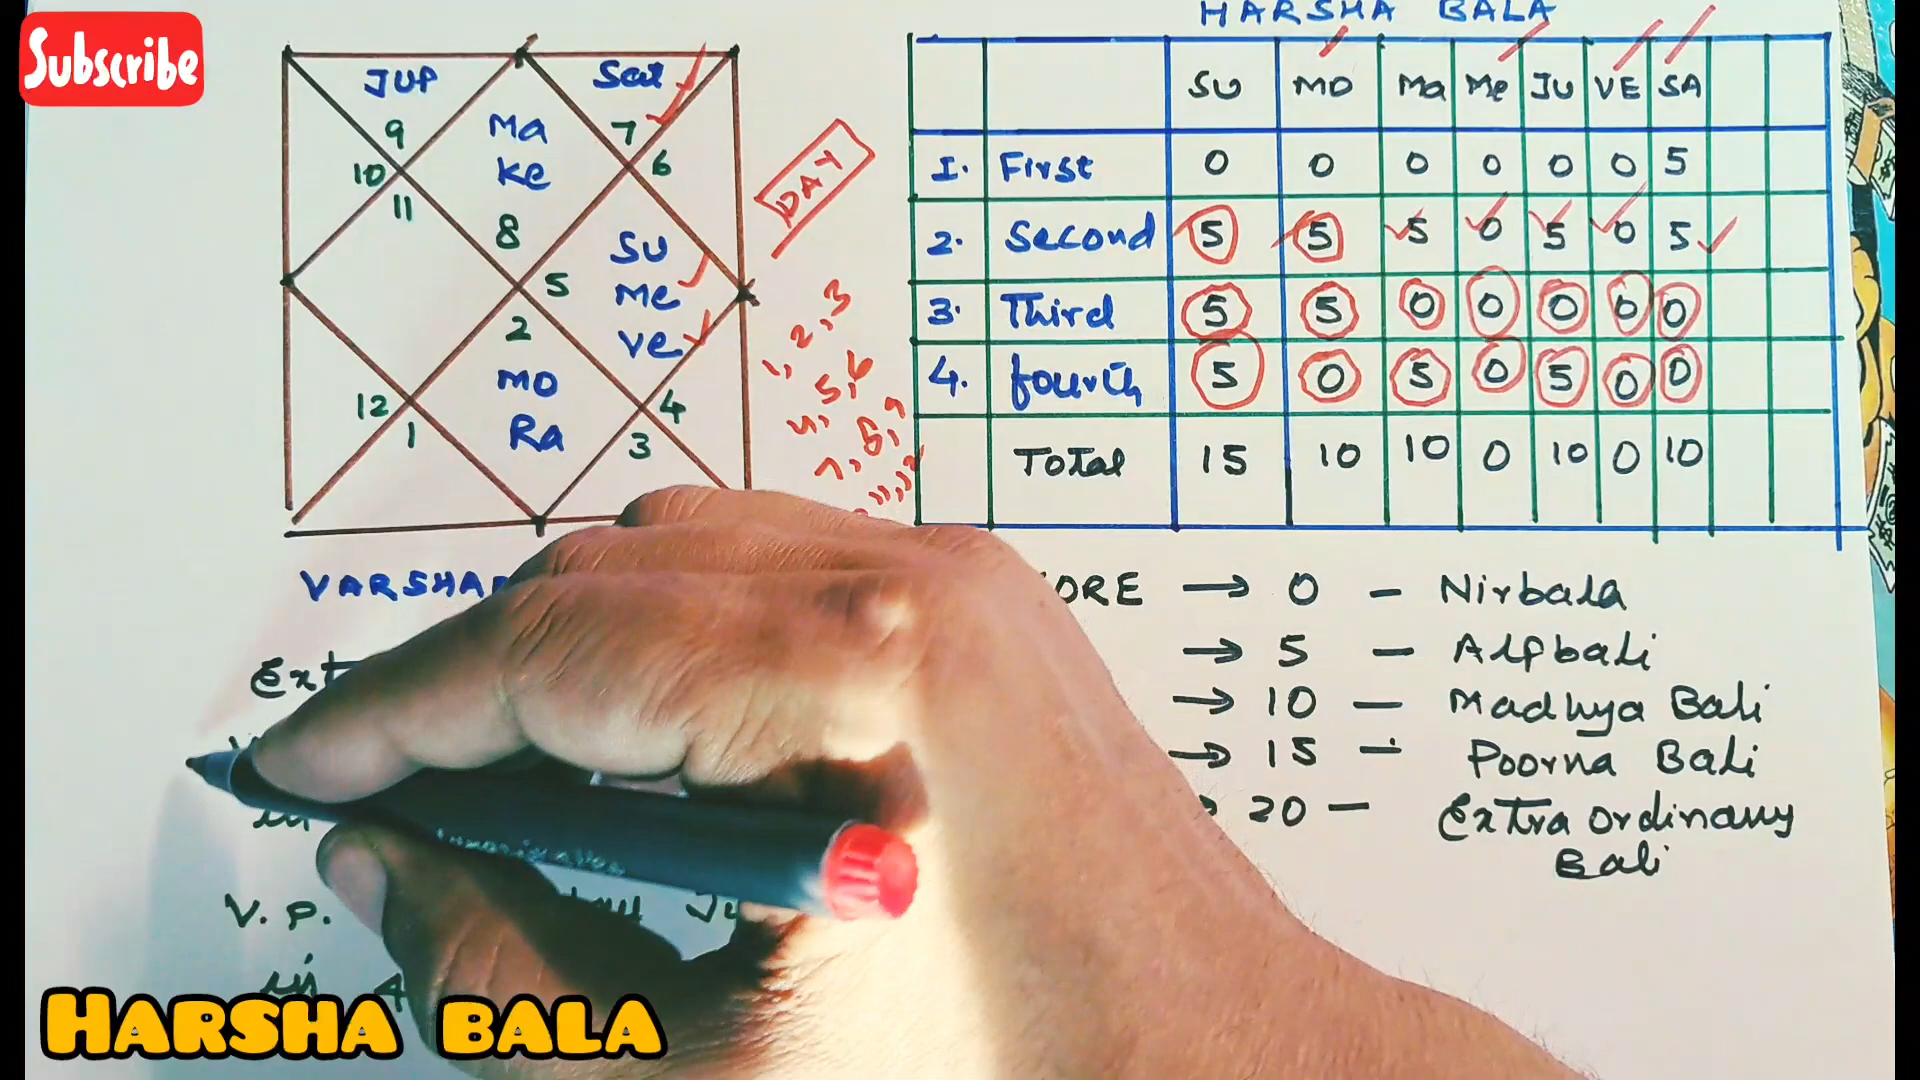 Subscribe
HARSHA BALA
JUP
9
10
11
Ma
Ke
8
Sat
7
6
5
SU
Me
Ve
2
MO
Ra
12
1
4
3
DAY
1, 2, 3
4, 5, 6
SU MO Ma Me JU VE SA
1. First 0 0 0 0 0 0 5
2. Second 5 5 5 0 5 0 5
3. Third 5 5 0 0 0 0 0
4. fourth 5 0 5 0 5 0 0
Total 15 10 10 0 10 0 10
ORE → 0 - Nirbala
→ 5 - Alpbali
→ 10 - Madhya Bali
→ 15 - Poorna Bali
20 - Extra ordinary
Bali
V.P.
in 4
HARSHA BALA